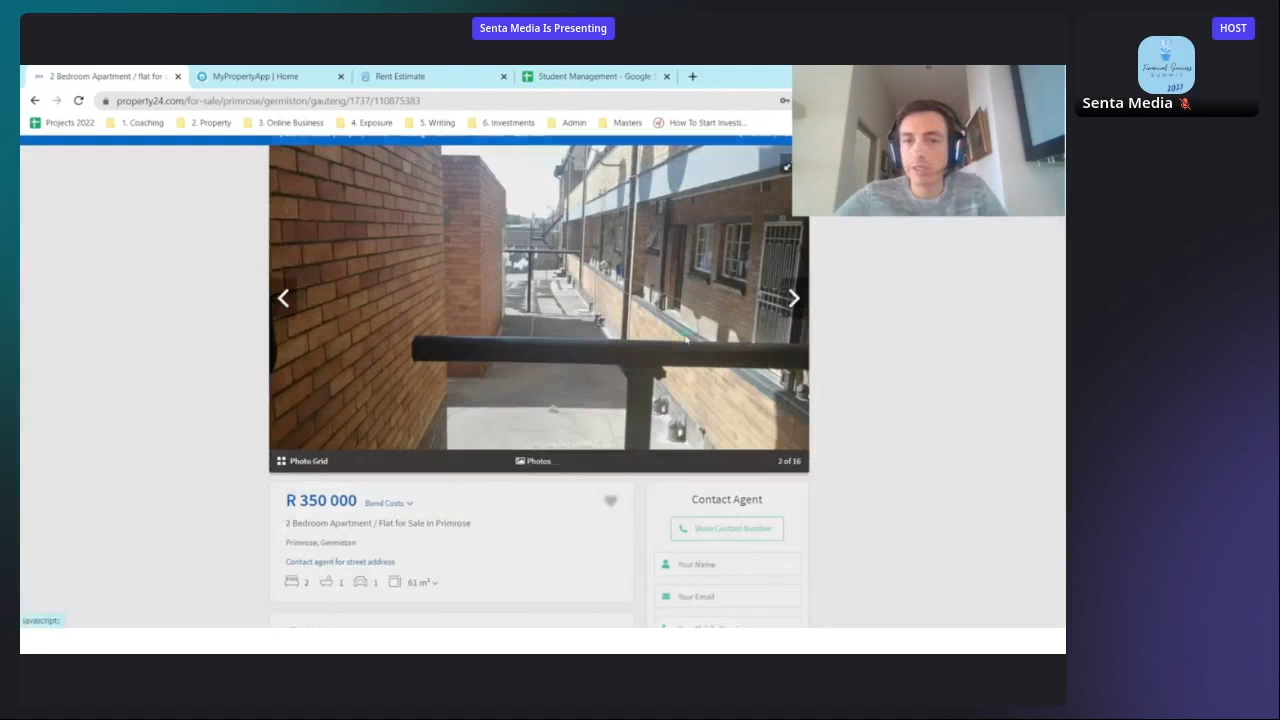 Senta Media Is Presenting
HOST
Financial Success
SUMMIT
2021
Senta Media
2 Bedroom Apartment / flat for
MyPropertyApp | Home
Rent Estimate
Student Management - Google
property24.com/for-sale/primrose/germiston/gauteng/1737/110875383
Projects 2022
1. Coaching
2. Property
3. Online Business
4. Exposure
5. Writing
6. Investments
Admin
Masters
How To Start Investi...
Photo Grid
Photos
2 of 16
R 350 000
Bond Costs
2 Bedroom Apartment / Flat for Sale in Primrose
Primrose, Germiston
Contact agent for street address
2 1 1 61 m²
Contact Agent
Show Contact Number
Your Name
Your Email
javascript: